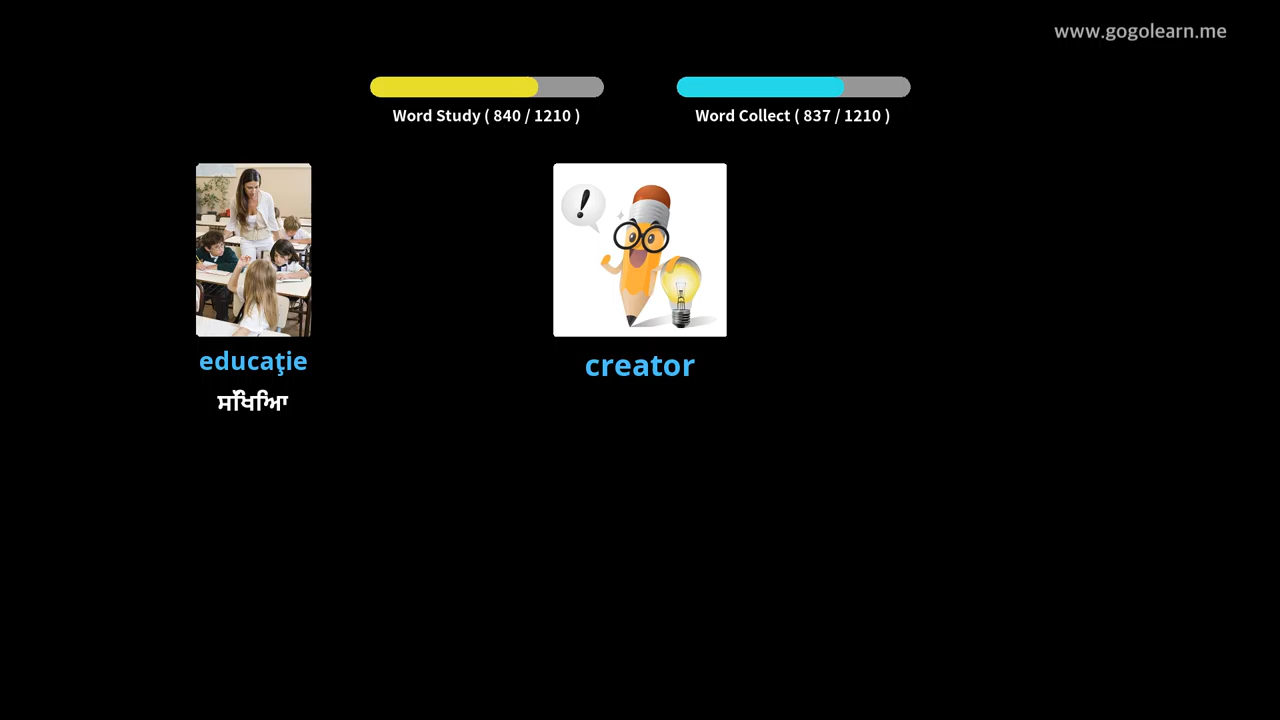 www.gogolearn.me
Word Study ( 840 / 1210 )
Word Collect ( 837 / 1210 )
!
educaţie
ਸਿੱਖਿਆ
creator